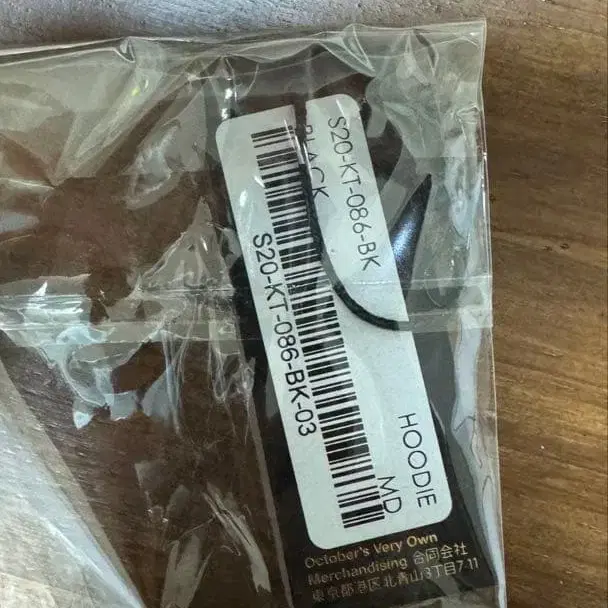 S20-KT-086-BK
BLACK
HOODIE
MD
S20-KT-086-BK-03
October's Very Own
Merchandising 合同会社
東京都港区北青山3丁目7-11